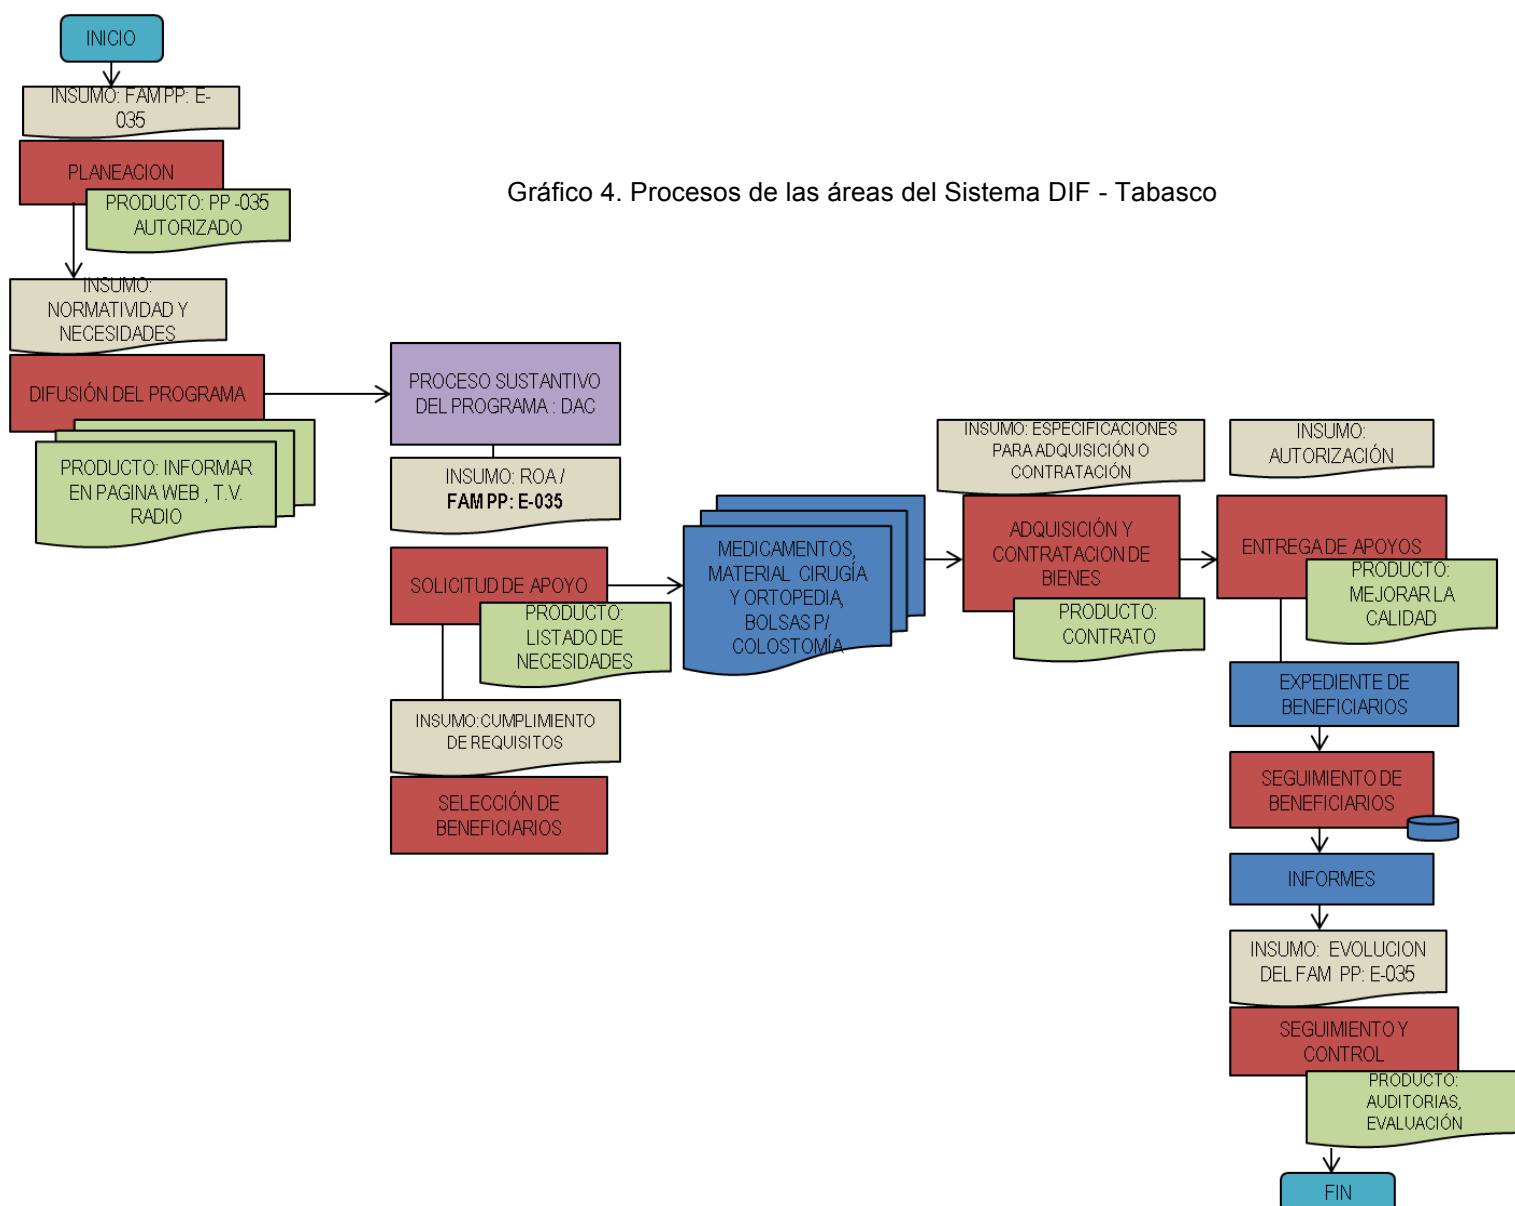 INICIO
INSUMO: FAM PP: E-
035
PLANEACION
PRODUCTO: PP -035
AUTORIZADO
Gráfico 4. Procesos de las áreas del Sistema DIF - Tabasco
INSUMO:
NORMATIVIDAD Y
NECESIDADES
DIFUSIÓN DEL PROGRAMA
PRODUCTO: INFORMAR
EN PAGINA WEB , T.V.
RADIO
PROCESO SUSTANTIVO
DEL PROGRAMA : DAC
INSUMO: ROA /
FAM PP: E-035
SOLICITUD DE APOYO
PRODUCTO:
LISTADO DE
NECESIDADES
INSUMO:CUMPLIMIENTO
DE REQUISITOS
SELECCIÓN DE
BENEFICIARIOS
MEDICAMENTOS,
MATERIAL CIRUGÍA
Y ORTOPEDIA,
BOLSAS P/
COLOSTOMÍA
INSUMO: ESPECIFICACIONES
PARA ADQUISICIÓN O
CONTRATACIÓN
ADQUISICIÓN Y
CONTRATACION DE
BIENES
PRODUCTO:
CONTRATO
INSUMO:
AUTORIZACIÓN
ENTREGA DE APOYOS
PRODUCTO:
MEJORAR LA
CALIDAD
EXPEDIENTE DE
BENEFICIARIOS
SEGUIMIENTO DE
BENEFICIARIOS
INFORMES
INSUMO: EVOLUCION
DEL FAM PP: E-035
SEGUIMIENTO Y
CONTROL
PRODUCTO:
AUDITORIAS,
EVALUACIÓN
FIN